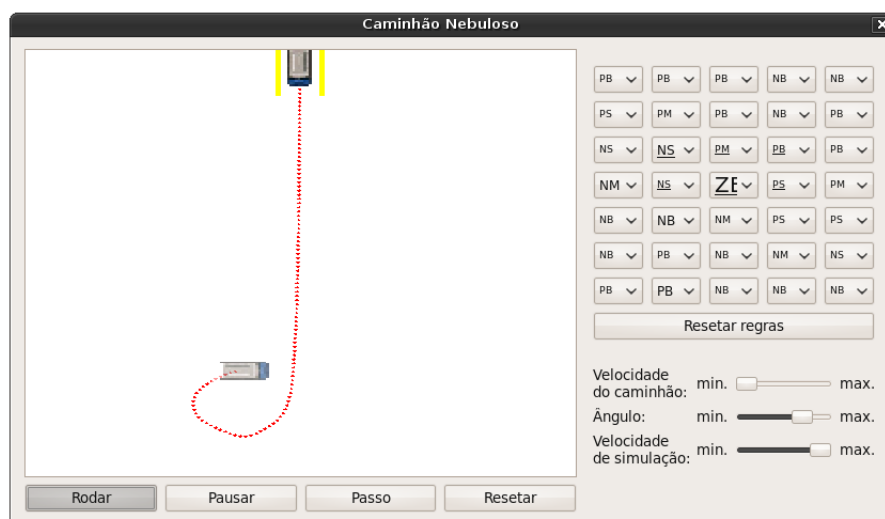 Caminhão Nebuloso
PB PB PB NB NB
PS PM PB NB PB
NS NS PM PB PB
NM NS ZE PS PM
NB NB NM PS PS
NB PB NB NM NS
PB PB NB NB NB
Resetar regras
Velocidade
do caminhão: min. max.
Ângulo: min. max.
Velocidade
de simulação: min. max.
Rodar Pausar Passo Resetar